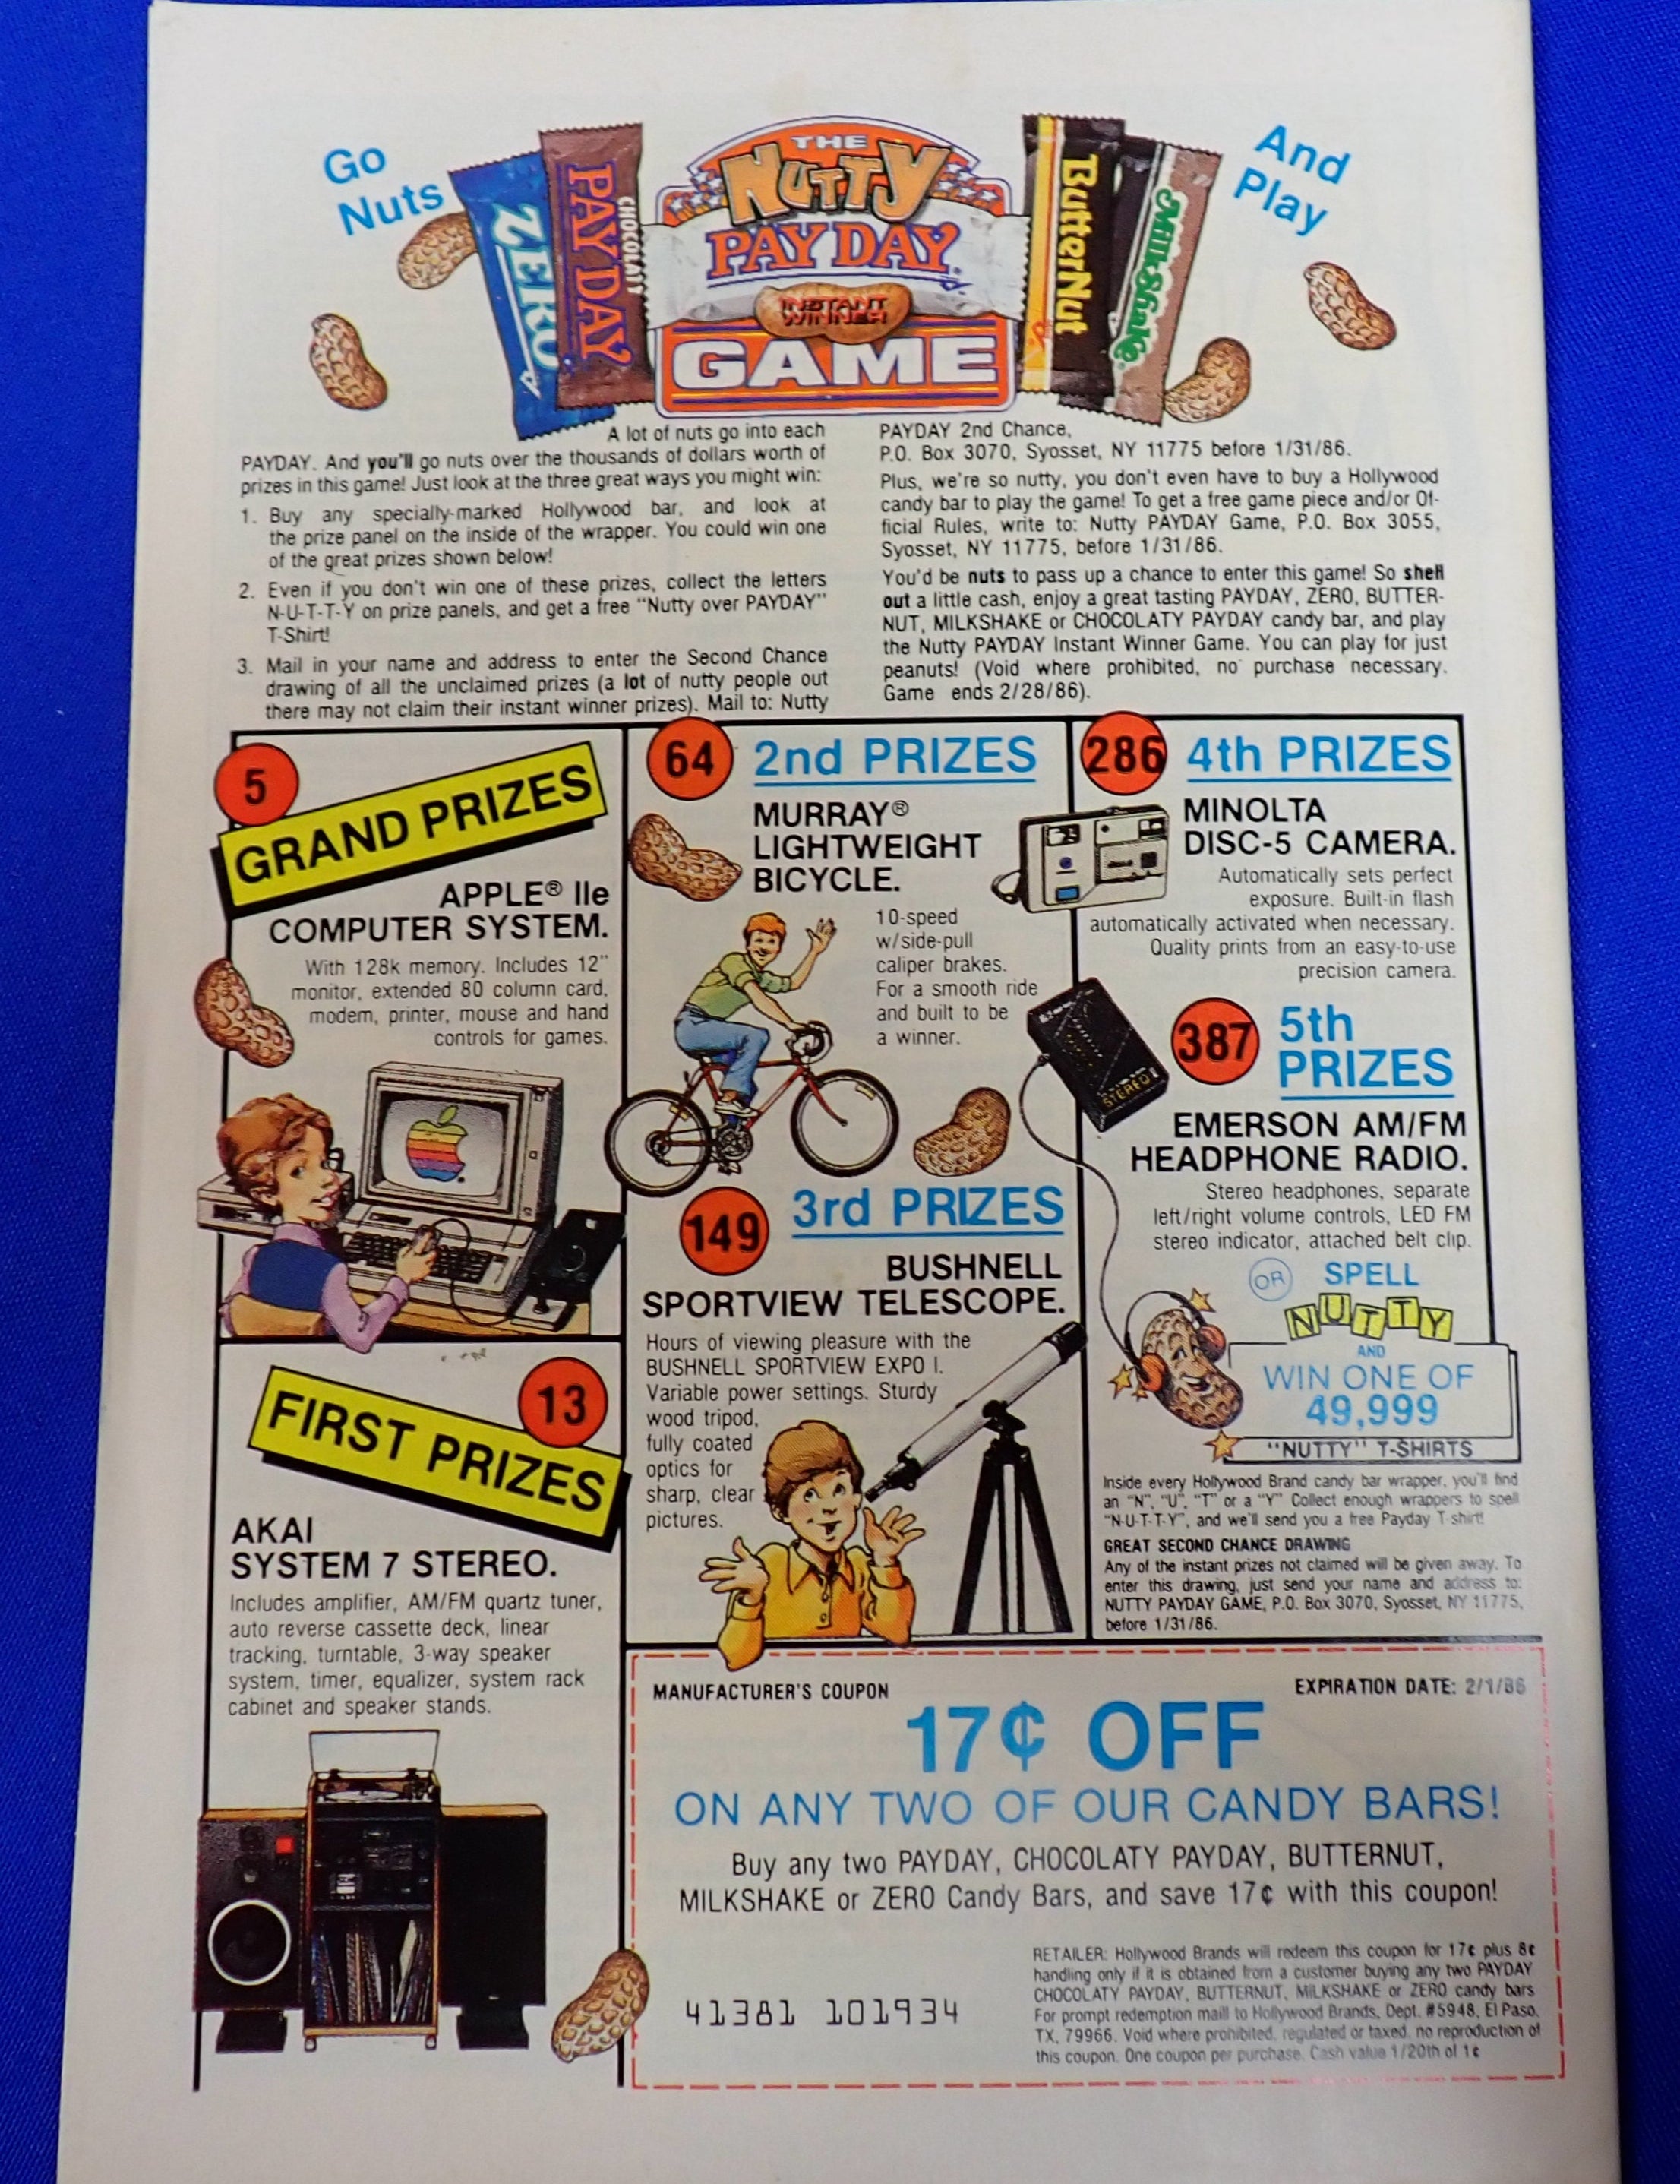 Go
Nuts
And
Play
ZERO
CHOCOLATY
PAY DAY
THE
NUTTY
PAY DAY
INSTANT
WINNER
GAME
ButterNut
MilkShake
A lot of nuts go into each
PAYDAY. And you'll go nuts over the thousands of dollars worth of
prizes in this game! Just look at the three great ways you might win:
1. Buy any specially-marked Hollywood bar, and look at
the prize panel on the inside of the wrapper. You could win one
of the great prizes shown below!
2. Even if you don't win one of these prizes, collect the letters
N-U-T-T-Y on prize panels, and get a free "Nutty over PAYDAY"
T-Shirt!
3. Mail in your name and address to enter the Second Chance
drawing of all the unclaimed prizes (a lot of nutty people out
there may not claim their instant winner prizes). Mail to: Nutty
PAYDAY 2nd Chance,
P.O. Box 3070, Syosset, NY 11775 before 1/31/86.
Plus, we're so nutty, you don't even have to buy a Hollywood
candy bar to play the game! To get a free game piece and/or Of-
ficial Rules, write to: Nutty PAYDAY Game, P.O. Box 3055,
Syosset, NY 11775, before 1/31/86.
You'd be nuts to pass up a chance to enter this game! So shell
out a little cash, enjoy a great tasting PAYDAY, ZERO, BUTTER-
NUT, MILKSHAKE or CHOCOLATY PAYDAY candy bar, and play
the Nutty PAYDAY Instant Winner Game. You can play for just
peanuts! (Void where prohibited, no purchase necessary.
Game ends 2/28/86).
5
GRAND PRIZES
APPLE® IIe
COMPUTER SYSTEM.
With 128k memory. Includes 12"
monitor, extended 80 column card,
modem, printer, mouse and hand
controls for games.
13
FIRST PRIZES
AKAI
SYSTEM 7 STEREO.
Includes amplifier, AM/FM quartz tuner,
auto reverse cassette deck, linear
tracking, turntable, 3-way speaker
system, timer, equalizer, system rack
cabinet and speaker stands.
64
2nd PRIZES
MURRAY®
LIGHTWEIGHT
BICYCLE.
10-speed
w/side-pull
caliper brakes.
For a smooth ride
and built to be
a winner.
149
3rd PRIZES
BUSHNELL
SPORTVIEW TELESCOPE.
Hours of viewing pleasure with the
BUSHNELL SPORTVIEW EXPO I.
Variable power settings. Sturdy
wood tripod,
fully coated
optics for
sharp, clear
pictures.
286
4th PRIZES
MINOLTA
DISC-5 CAMERA.
Automatically sets perfect
exposure. Built-in flash
automatically activated when necessary.
Quality prints from an easy-to-use
precision camera.
387
5th
PRIZES
STEREO
EMERSON AM/FM
HEADPHONE RADIO.
Stereo headphones, separate
left/right volume controls, LED FM
stereo indicator, attached belt clip.
OR
SPELL
NUTTY
AND
WIN ONE OF
49,999
"NUTTY" T-SHIRTS
Inside every Hollywood Brand candy bar wrapper, you'll find
an "N", "U", "T" or a "Y" Collect enough wrappers to spell
"N-U-T-T-Y", and we'll send you a free Payday T-shirt!
GREAT SECOND CHANCE DRAWING
Any of the instant prizes not claimed will be given away. To
enter this drawing, just send your name and address to:
NUTTY PAYDAY GAME, P.O. Box 3070, Syosset, NY 11775,
before 1/31/86.
MANUFACTURER'S COUPON
EXPIRATION DATE: 2/1/86
17¢ OFF
ON ANY TWO OF OUR CANDY BARS!
Buy any two PAYDAY, CHOCOLATY PAYDAY, BUTTERNUT,
MILKSHAKE or ZERO Candy Bars, and save 17¢ with this coupon!
41381 101934
RETAILER: Hollywood Brands will redeem this coupon for 17¢ plus 8¢
handling only if it is obtained from a customer buying any two PAYDAY
CHOCOLATY PAYDAY, BUTTERNUT, MILKSHAKE or ZERO candy bars
For prompt redemption maill to Hollywood Brands, Dept. #5948, El Paso,
TX, 79966. Void where prohibited, regulated or taxed, no reproduction of
this coupon. One coupon per purchase. Cash value 1/20th of 1¢